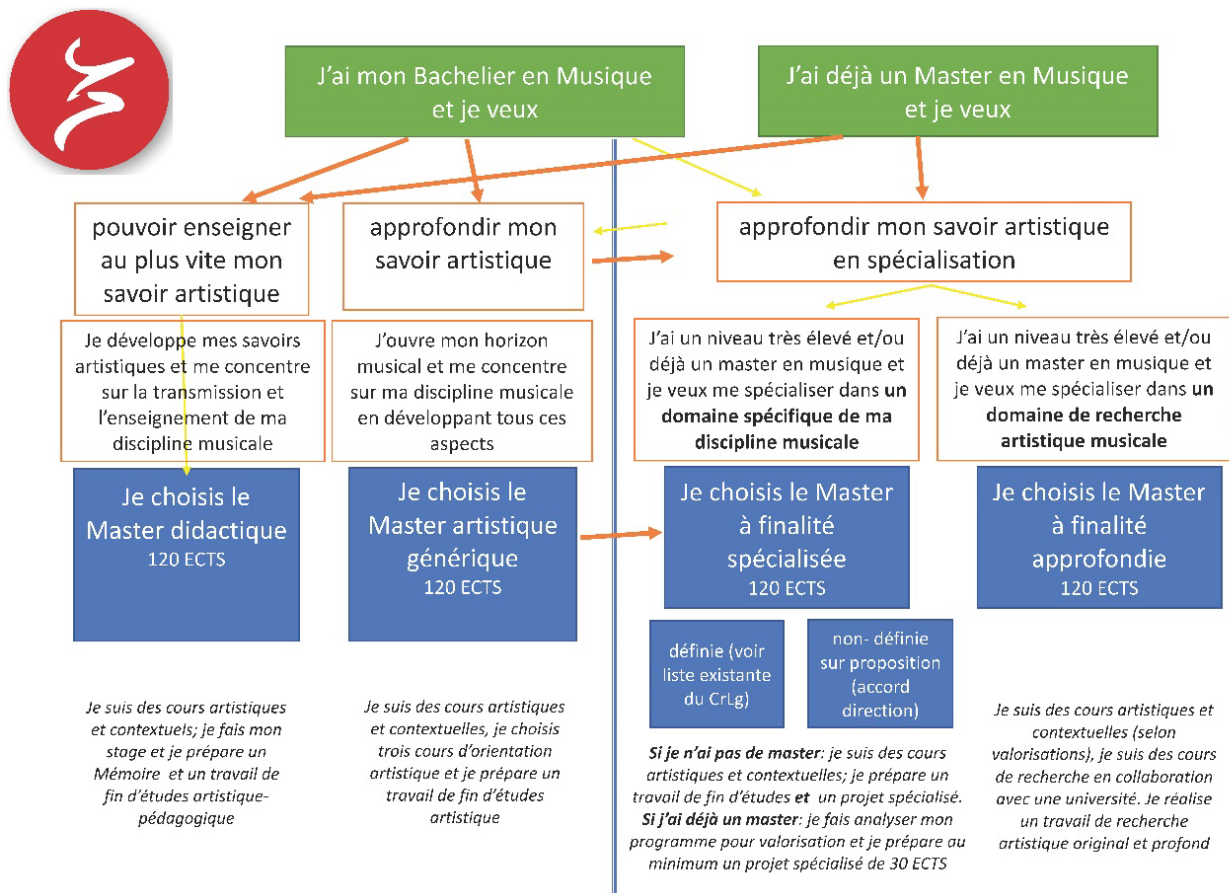 J'ai mon Bachelier en Musique
et je veux
J'ai déjà un Master en Musique
et je veux
pouvoir enseigner
au plus vite mon
savoir artistique
approfondir mon
savoir artistique
approfondir mon savoir artistique
en spécialisation
Je développe mes savoirs
artistiques et me concentre
sur la transmission et
l'enseignement de ma
discipline musicale
J'ouvre mon horizon
musical et me concentre
sur ma discipline musicale
en développant tous ces
aspects
J'ai un niveau très élevé et/ou
déjà un master en musique et
je veux me spécialiser dans un
domaine spécifique de ma
discipline musicale
J'ai un niveau très élevé et/ou
déjà un master en musique et
je veux me spécialiser dans un
domaine de recherche
artistique musicale
Je choisis le
Master didactique
120 ECTS
Je choisis le
Master artistique
générique
120 ECTS
Je choisis le Master
à finalité
spécialisée
120 ECTS
Je choisis le Master
à finalité
approfondie
120 ECTS
définie (voir
liste existante
du CrLg)
non- définie
sur proposition
(accord
direction)
Je suis des cours artistiques
et contextuels; je fais mon
stage et je prépare un
Mémoire et un travail de
fin d'études artistique-
pédagogique
Je suis des cours artistiques
et contextuelles, je choisis
trois cours d'orientation
artistique et je prépare un
travail de fin d'études
artistique
Si je n'ai pas de master: je suis des cours
artistiques et contextuelles; je prépare un
travail de fin d'études et un projet spécialisé.
Si j'ai déjà un master: je fais analyser mon
programme pour valorisation et je prépare au
minimum un projet spécialisé de 30 ECTS
Je suis des cours artistiques et
contextuelles (selon
valorisations), je suis des cours
de recherche en collaboration
avec une université. Je réalise
un travail de recherche
artistique original et profond